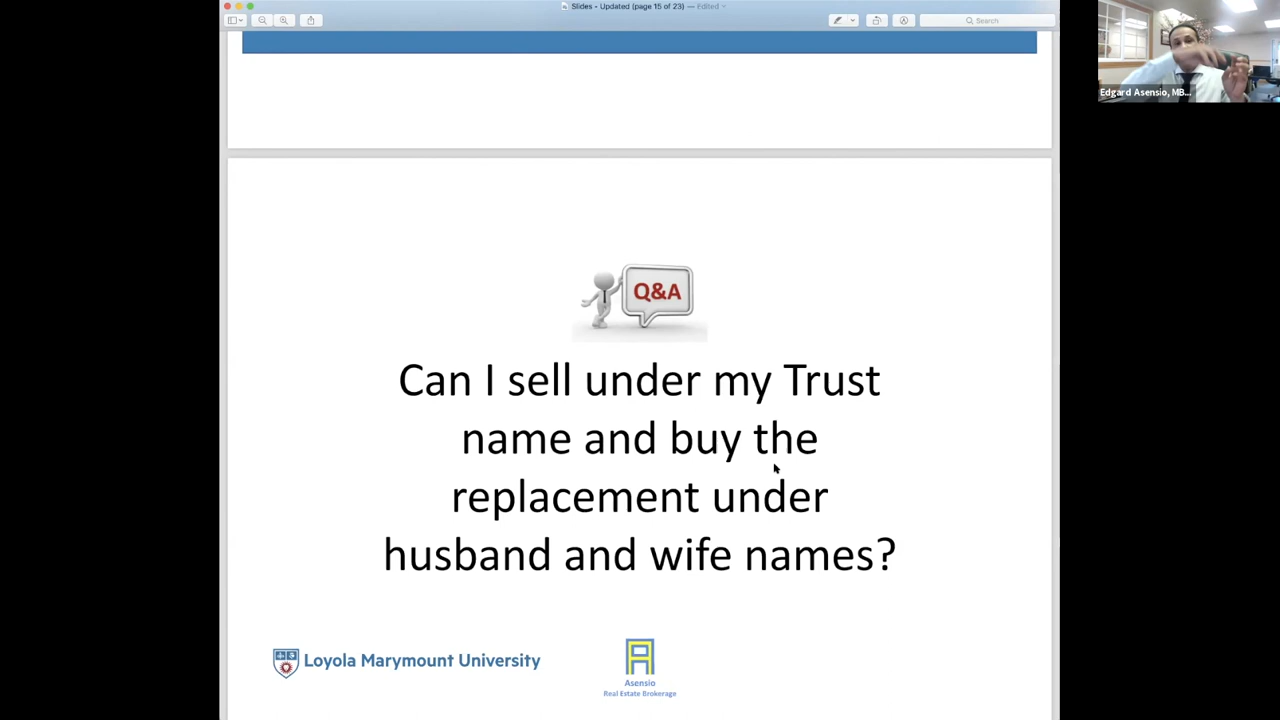 Slides - Updated (page 15 of 23) — Edited
Search
Edgard Asensio, MB...
Q&A
Can I sell under my Trust
name and buy the
replacement under
husband and wife names?
Loyola Marymount University
Asensio
Real Estate Brokerage